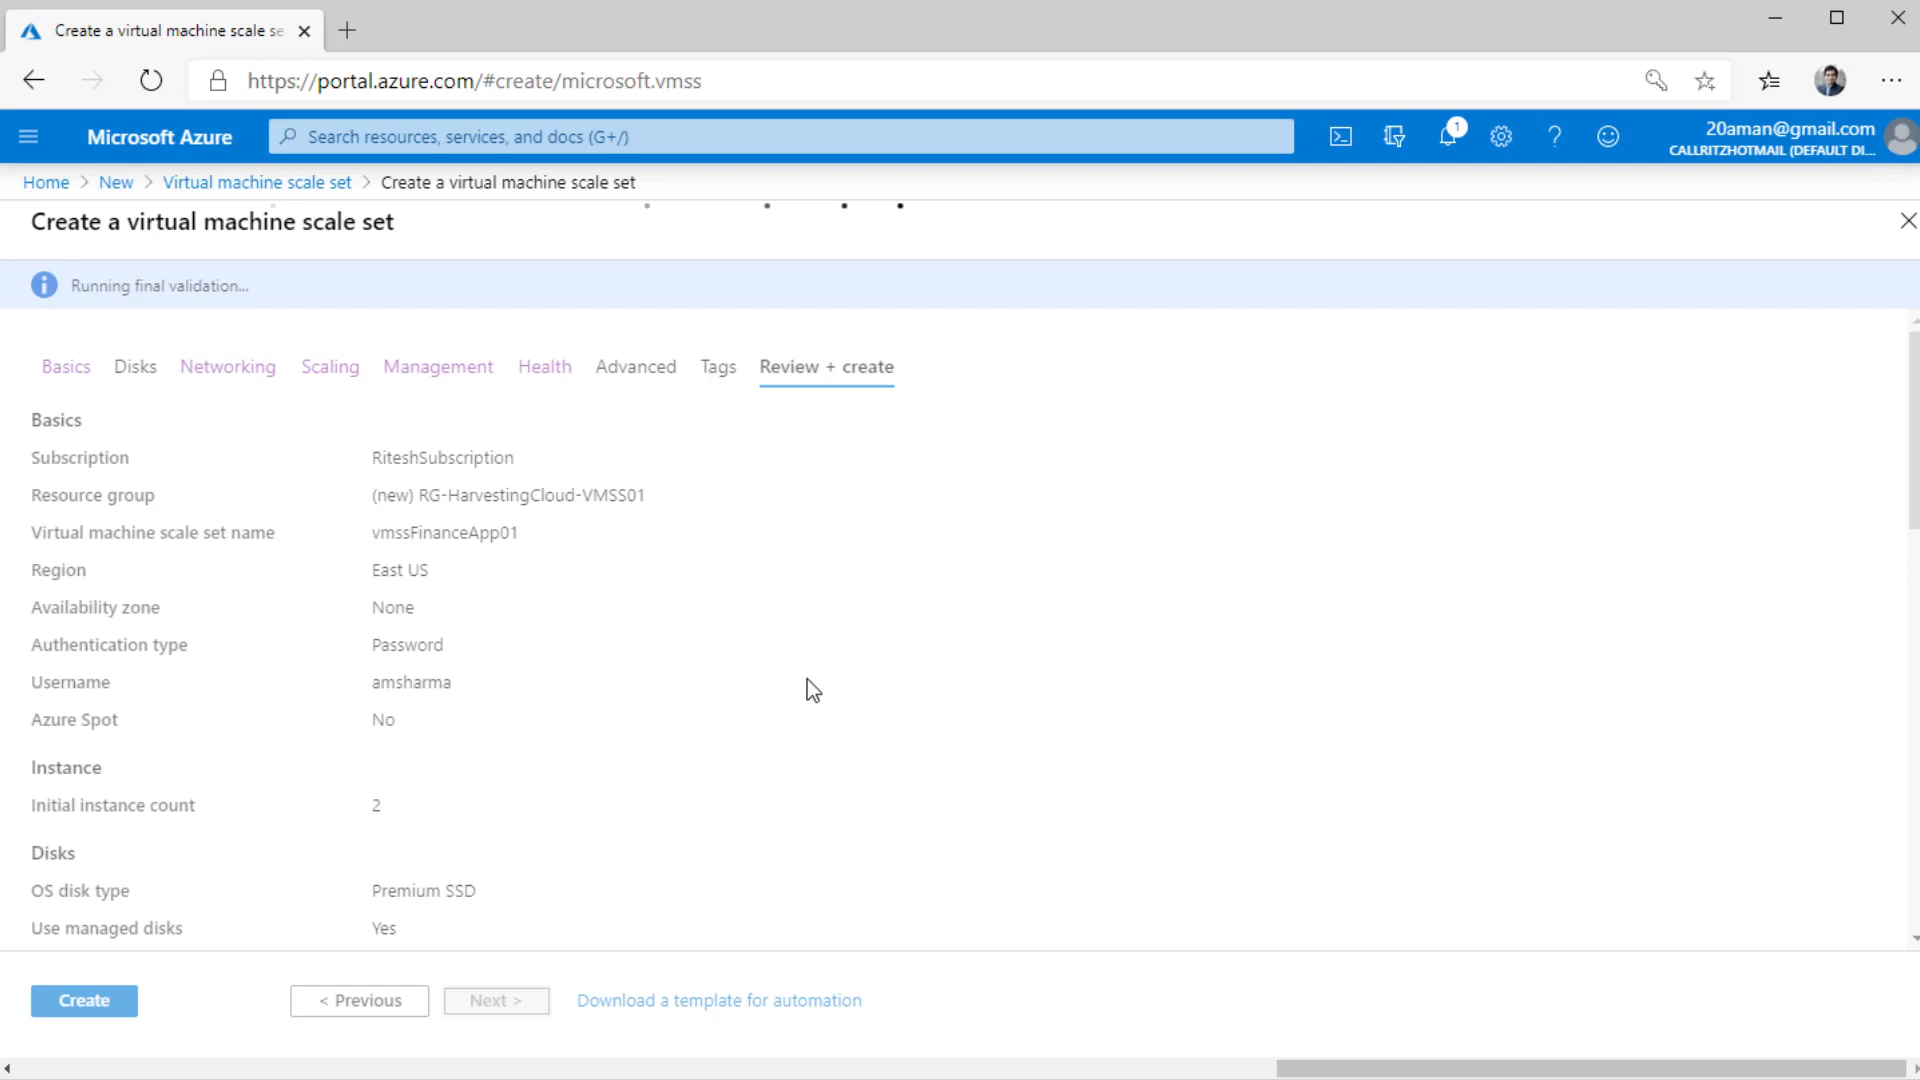 Create a virtual machine scale se
https://portal.azure.com/#create/microsoft.vmss
Microsoft Azure
Search resources, services, and docs (G+/)
1
20aman@gmail.com
CALLRITZHOTMAIL (DEFAULT DI...
Home > New > Virtual machine scale set > Create a virtual machine scale set
Create a virtual machine scale set
Running final validation...
Basics Disks Networking Scaling Management Health Advanced Tags Review + create
Basics
Subscription RiteshSubscription
Resource group (new) RG-HarvestingCloud-VMSS01
Virtual machine scale set name vmssFinanceApp01
Region East US
Availability zone None
Authentication type Password
Username amsharma
Azure Spot No
Instance
Initial instance count 2
Disks
OS disk type Premium SSD
Use managed disks Yes
Create < Previous Next > Download a template for automation